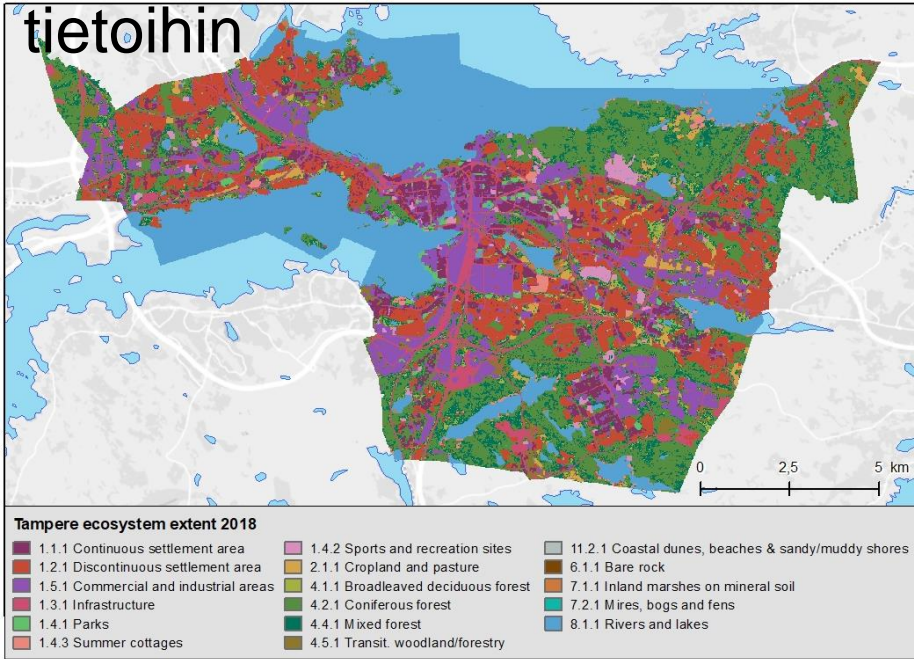 tietoihin
0 2,5 5 km
Tampere ecosystem extent 2018
1.1.1 Continuous settlement area
1.2.1 Discontinuous settlement area
1.5.1 Commercial and industrial areas
1.3.1 Infrastructure
1.4.1 Parks
1.4.3 Summer cottages
1.4.2 Sports and recreation sites
2.1.1 Cropland and pasture
4.1.1 Broadleaved deciduous forest
4.2.1 Coniferous forest
4.4.1 Mixed forest
4.5.1 Transit. woodland/forestry
11.2.1 Coastal dunes, beaches & sandy/muddy shores
6.1.1 Bare rock
7.1.1 Inland marshes on mineral soil
7.2.1 Mires, bogs and fens
8.1.1 Rivers and lakes